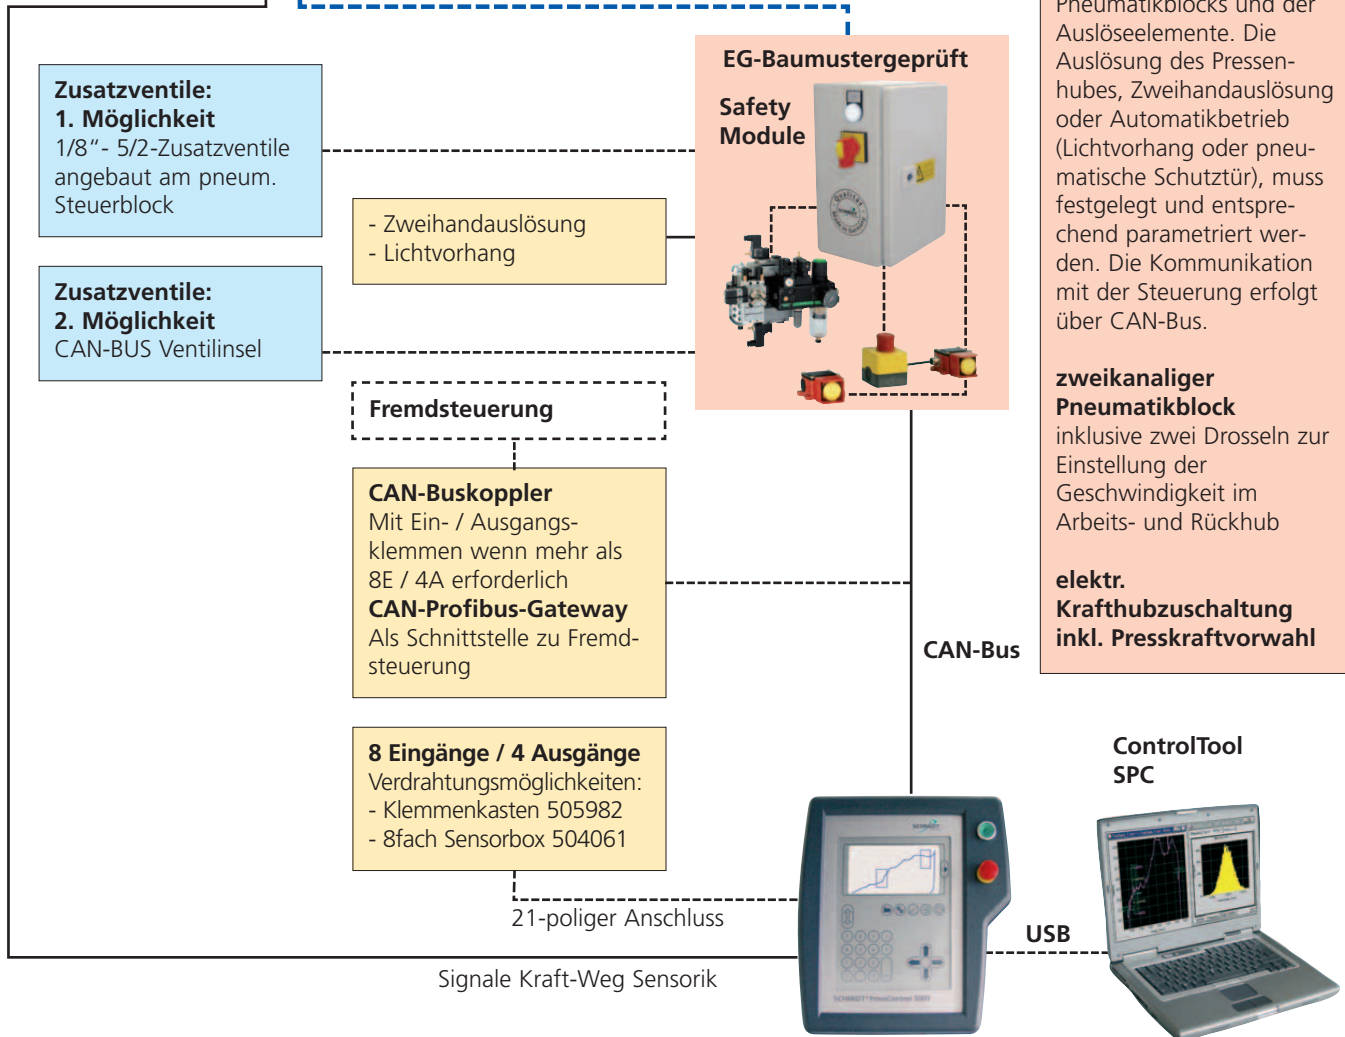 EG-Baumustergeprüft
Safety
Module
Zusatzventile:
1. Möglichkeit
1/8“- 5/2-Zusatzventile
angebaut am pneum.
Steuerblock
- Zweihandauslösung
- Lichtvorhang
Zusatzventile:
2. Möglichkeit
CAN-BUS Ventilinsel
Fremdsteuerung
CAN-Buskoppler
Mit Ein- / Ausgangs-
klemmen wenn mehr als
8E / 4A erforderlich
CAN-Profibus-Gateway
Als Schnittstelle zu Fremd-
steuerung
CAN-Bus
8 Eingänge / 4 Ausgänge
Verdrahtungsmöglichkeiten:
- Klemmenkasten 505982
- 8fach Sensorbox 504061
21-poliger Anschluss
Signale Kraft-Weg Sensorik
SCHMIDT
USB
ControlTool
SPC
Pneumatikblocks und der
Auslöseelemente. Die
Auslösung des Pressen-
hubes, Zweihandauslösung
oder Automatikbetrieb
(Lichtvorhang oder pneu-
matische Schutztür), muss
festgelegt und entspre-
chend parametriert wer-
den. Die Kommunikation
mit der Steuerung erfolgt
über CAN-Bus.
zweikanaliger
Pneumatikblock
inklusive zwei Drosseln zur
Einstellung der
Geschwindigkeit im
Arbeits- und Rückhub
elektr.
Krafthubzuschaltung
inkl. Presskraftvorwahl